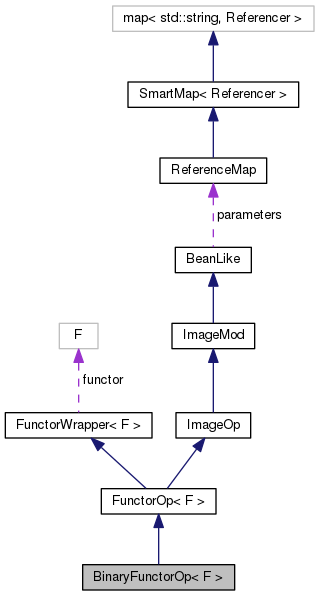 map< std::string, Referencer >
SmartMap< Referencer >
ReferenceMap
parameters
BeanLike
F
ImageMod
functor
FunctorWrapper< F >
ImageOp
FunctorOp< F >
BinaryFunctorOp< F >